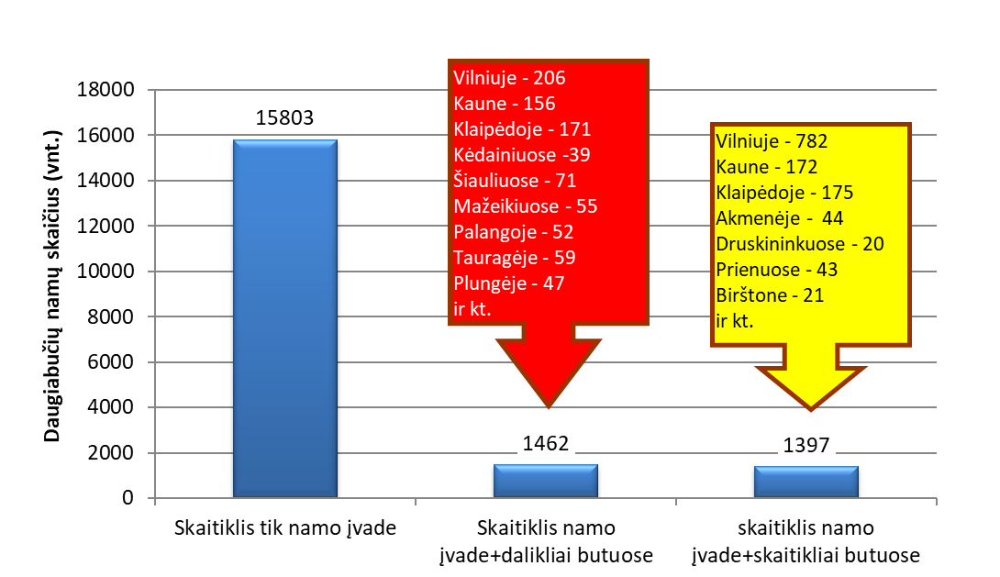 Daugiabučių namų skaičius (vnt.)
18000
16000
14000
12000
10000
8000
6000
4000
2000
0
15803
1462
1397
Vilniuje - 206
Kaune - 156
Klaipėdoje - 171
Kėdainiuose -39
Šiauliuose - 71
Mažeikiuose - 55
Palangoje - 52
Tauragėje - 59
Plungėje - 47
ir kt.
Vilniuje - 782
Kaune - 172
Klaipėdoje - 175
Akmenėje -  44
Druskininkuose - 20
Prienuose - 43
Birštone - 21
ir kt.
Skaitiklis tik namo įvade
Skaitiklis namo
įvade+dalikliai butuose
skaitiklis namo
įvade+skaitikliai butuose